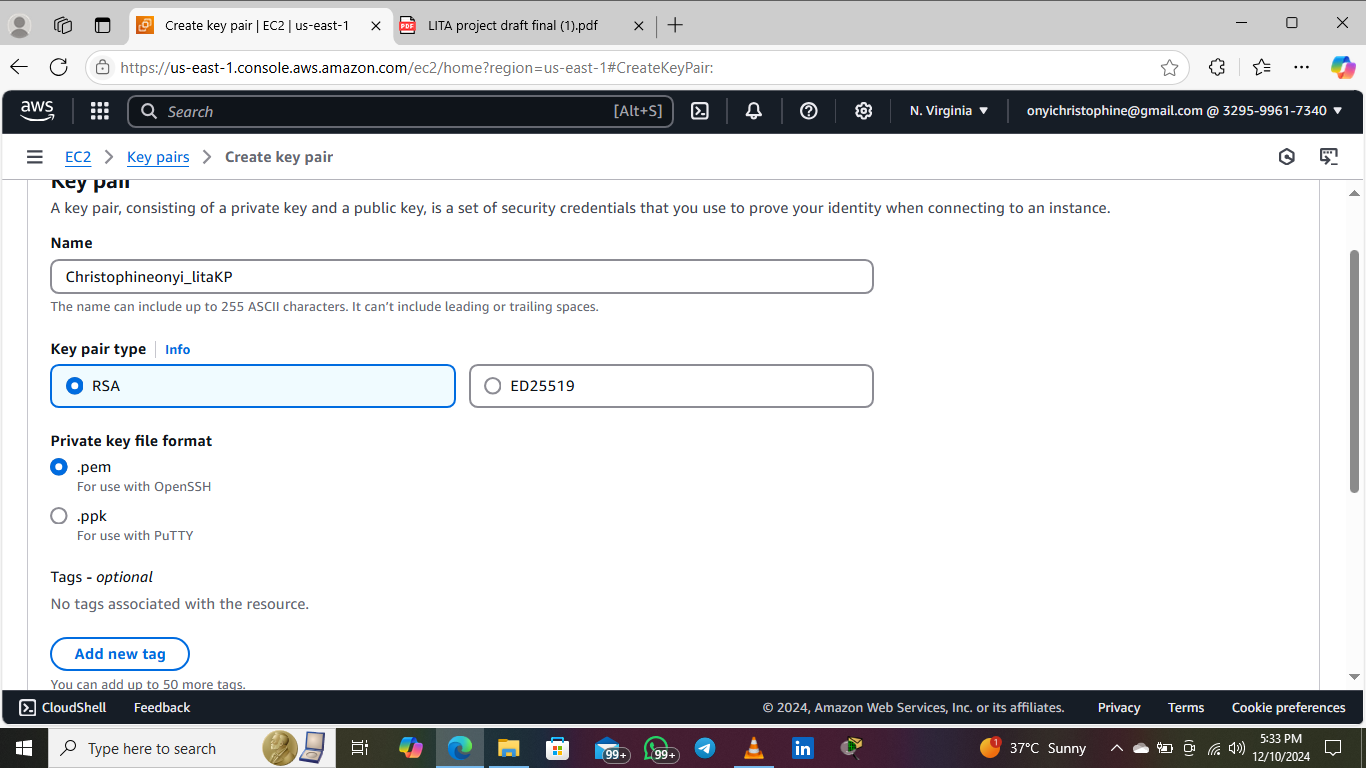 Create key pair | EC2 | us-east-1
PDF
LITA project draft final (1).pdf
https://us-east-1.console.aws.amazon.com/ec2/home?region=us-east-1#CreateKeyPair:
aws
Search
[Alt+S]
N. Virginia
onyichristophine@gmail.com @ 3295-9961-7340
EC2
Key pairs
Create key pair
Key pair
A key pair, consisting of a private key and a public key, is a set of security credentials that you use to prove your identity when connecting to an instance.
Name
Christophineonyi_litaKP
The name can include up to 255 ASCII characters. It can't include leading or trailing spaces.
Key pair type
Info
RSA
ED25519
Private key file format
.pem
For use with OpenSSH
.ppk
For use with PuTTY
Tags - optional
No tags associated with the resource.
Add new tag
You can add up to 50 more tags.
CloudShell
Feedback
© 2024, Amazon Web Services, Inc. or its affiliates.
Privacy
Terms
Cookie preferences
Type here to search
99+
99+
in
1
37°C Sunny
5:33 PM
12/10/2024